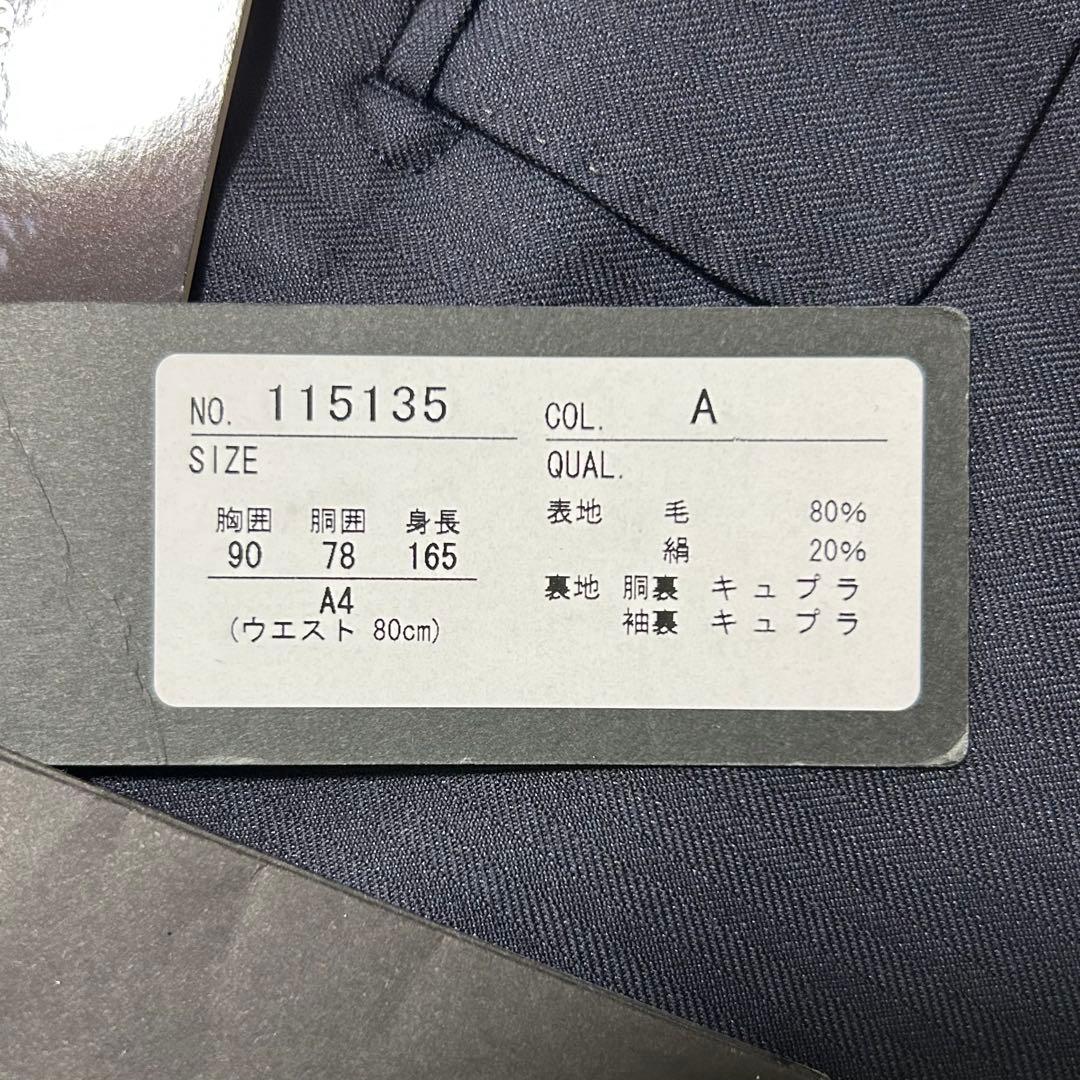 NO. 115135
SIZE
胸囲 胴囲 身長
90 78 165
A4
(ウエスト 80cm)
COL. A
QUAL.
表地 毛 80%
絹 20%
裏地 胴裏 キュプラ
袖裏 キュプラ